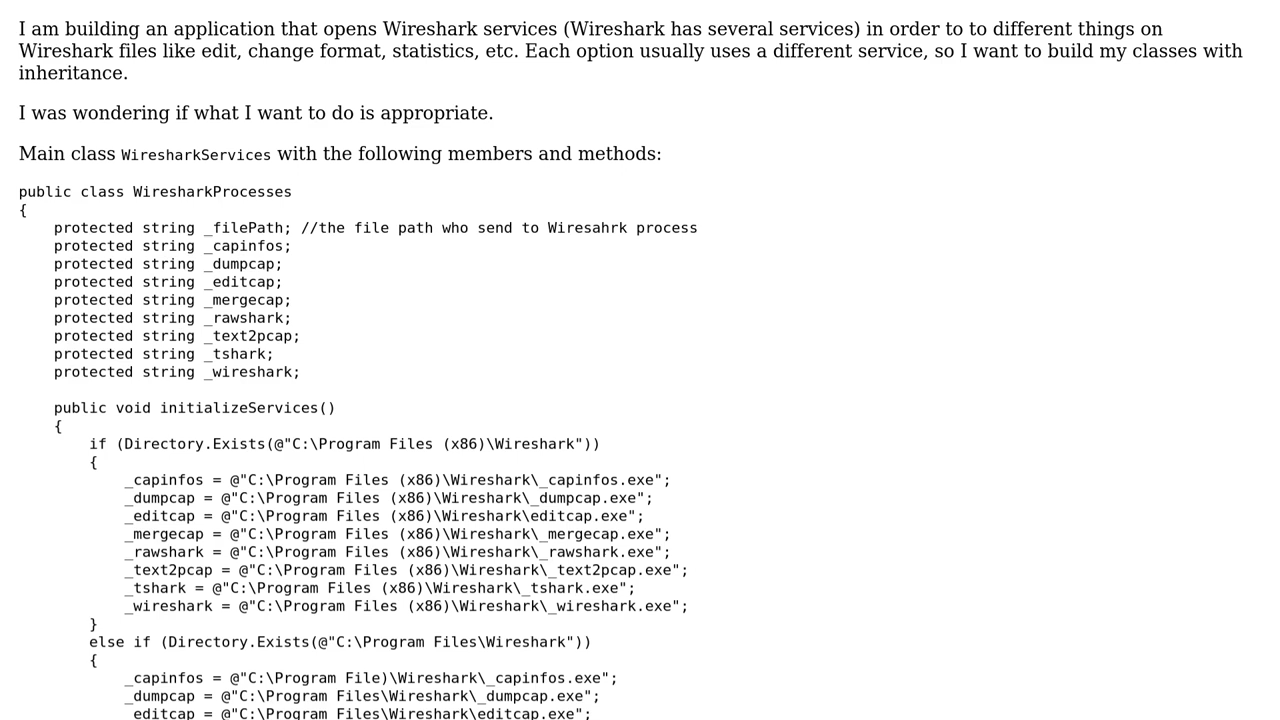 I am building an application that opens Wireshark services (Wireshark has several services) in order to to different things on
Wireshark files like edit, change format, statistics, etc. Each option usually uses a different service, so I want to build my classes with
inheritance.
I was wondering if what I want to do is appropriate.
Main class WiresharkServices with the following members and methods:
public class WiresharkProcesses
{
    protected string _filePath; //the file path who send to Wiresahrk process
    protected string _capinfos;
    protected string _dumpcap;
    protected string _editcap;
    protected string _mergecap;
    protected string _rawshark;
    protected string _text2pcap;
    protected string _tshark;
    protected string _wireshark;
    public void initializeServices()
    {
        if (Directory.Exists(@"C:\Program Files (x86)\Wireshark"))
        {
            _capinfos = @"C:\Program Files (x86)\Wireshark\_capinfos.exe";
            _dumpcap = @"C:\Program Files (x86)\Wireshark\_dumpcap.exe";
            _editcap = @"C:\Program Files (x86)\Wireshark\editcap.exe";
            _mergecap = @"C:\Program Files (x86)\Wireshark\_mergecap.exe";
            _rawshark = @"C:\Program Files (x86)\Wireshark\_rawshark.exe";
            _text2pcap = @"C:\Program Files (x86)\Wireshark\_text2pcap.exe";
            _tshark = @"C:\Program Files (x86)\Wireshark\_tshark.exe";
            _wireshark = @"C:\Program Files (x86)\Wireshark\_wireshark.exe";
        }
        else if (Directory.Exists(@"C:\Program Files\Wireshark"))
        {
            _capinfos = @"C:\Program File)\Wireshark\_capinfos.exe";
            _dumpcap = @"C:\Program Files\Wireshark\_dumpcap.exe";
            _editcap = @"C:\Program Files\Wireshark\editcap.exe";